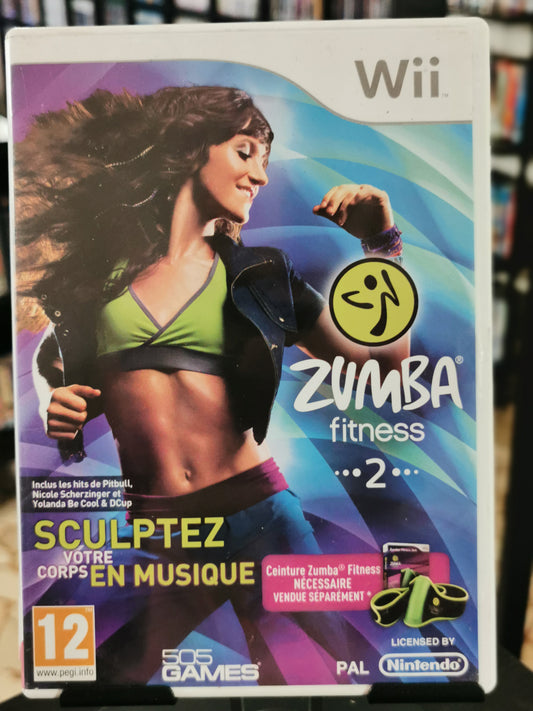 Wii
ZUMBA®
fitness
2
Inclus les hits de Pitbull,
Nicole Scherzinger et
Yolanda Be Cool & DCup
SCULPTEZ
VOTRE
CORPS EN MUSIQUE
Ceinture Zumba® Fitness
NÉCESSAIRE
VENDUE SÉPARÉMENT *
12
www.pegi.info
505
GAMES
PAL
LICENSED BY
Nintendo